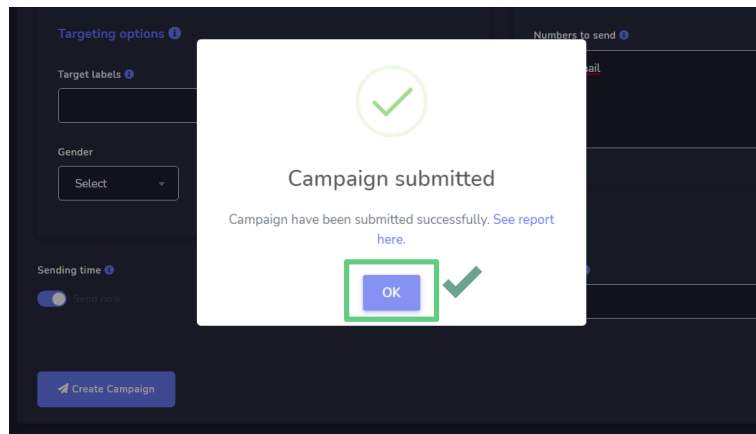 Targeting options
Numbers to send
Target labels
ail
Gender
Select
Campaign submitted
Campaign have been submitted successfully. See report
here.
Sending time
Send now
OK
Create Campaign